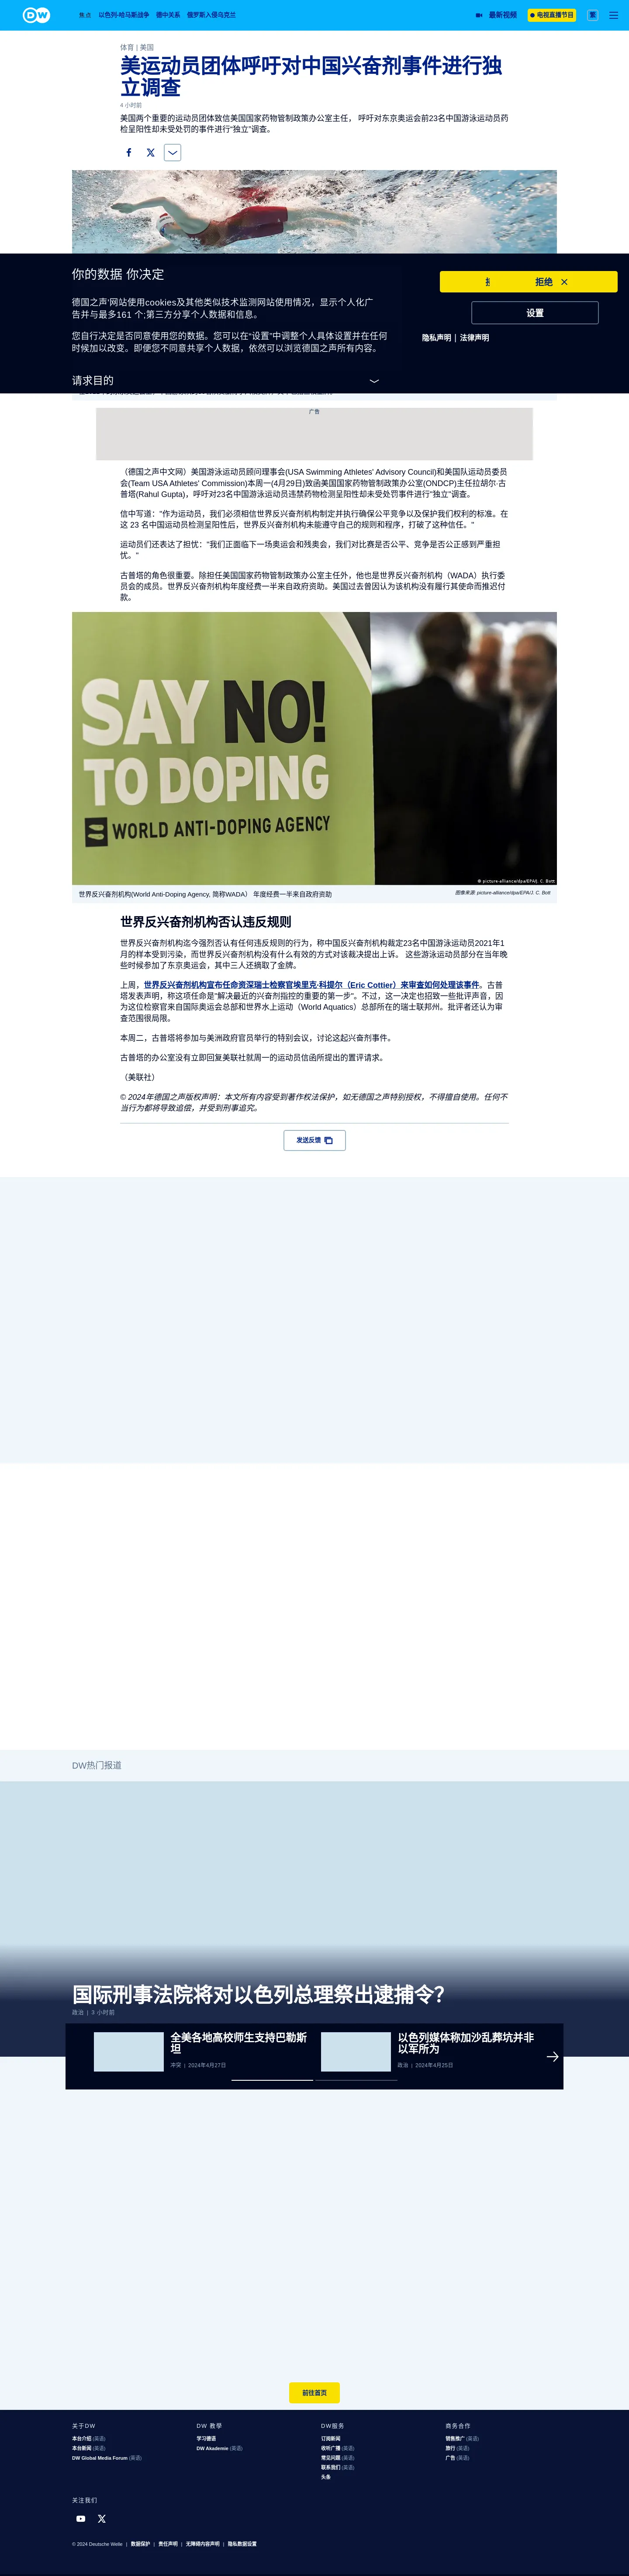 DW
焦点 以色列-哈马斯战争 德中关系 俄罗斯入侵乌克兰
最新视频 电视直播节目 繁
体育 | 美国
美运动员团体呼吁对中国兴奋剂事件进行独
立调查
4 小时前
美国两个重要的运动员团体致信美国国家药物管制政策办公室主任， 呼吁对东京奥运会前23名中国游泳运动员药
检呈阳性却未受处罚的事件进行“独立”调查。
你的数据 你决定
德国之声'网站使用cookies及其他类似技术监测网站使用情况，显示个人化广
告并与最多161 个;第三方分享个人数据和信息。
您自行决定是否同意使用您的数据。您可以在“设置”中调整个人具体设置并在任何
时候加以改变。即便您不同意共享个人数据，依然可以浏览德国之声所有内容。
请求目的
拒绝
设置
隐私声明 | 法律声明
广告
（德国之声中文网）美国游泳运动员顾问理事会(USA Swimming Athletes' Advisory Council)和美国队运动员委员
会(Team USA Athletes' Commission)本周一(4月29日)致函美国国家药物管制政策办公室(ONDCP)主任拉胡尔·古
普塔(Rahul Gupta)，呼吁对23名中国游泳运动员违禁药物检测呈阳性却未受处罚事件进行"独立"调查。
信中写道："作为运动员，我们必须相信世界反兴奋剂机构制定并执行确保公平竞争以及保护我们权利的标准。在
这 23 名中国运动员检测呈阳性后，世界反兴奋剂机构未能遵守自己的规则和程序，打破了这种信任。"
运动员们还表达了担忧："我们正面临下一场奥运会和残奥会，我们对比赛是否公平、竞争是否公正感到严重担
忧。"
古普塔的角色很重要。除担任美国国家药物管制政策办公室主任外，他也是世界反兴奋剂机构（WADA）执行委
员会的成员。世界反兴奋剂机构年度经费一半来自政府资助。美国过去曾因认为该机构没有履行其使命而推迟付
款。
SAY NO!
TO DOPING
WORLD ANTI-DOPING AGENCY
© picture-alliance/dpa/EPA/J. C. Bott
世界反兴奋剂机构(World Anti-Doping Agency, 简称WADA） 年度经费一半来自政府资助
图像来源: picture-alliance/dpa/EPA/J. C. Bott
世界反兴奋剂机构否认违反规则
世界反兴奋剂机构迄今强烈否认有任何违反规则的行为，称中国反兴奋剂机构裁定23名中国游泳运动员2021年1
月的样本受到污染，而世界反兴奋剂机构没有什么有效的方式对该裁决提出上诉。 这些游泳运动员部分在当年晚
些时候参加了东京奥运会，其中三人还摘取了金牌。
上周，世界反兴奋剂机构宣布任命资深瑞士检察官埃里克·科提尔（Eric Cottier）来审查如何处理该事件。古普
塔发表声明，称这项任命是"解决最近的兴奋剂指控的重要的第一步"。不过，这一决定也招致一些批评声音，因
为这位检察官来自国际奥运会总部和世界水上运动（World Aquatics）总部所在的瑞士联邦州。批评者还认为审
查范围很局限。
本周二，古普塔将参加与美洲政府官员举行的特别会议，讨论这起兴奋剂事件。
古普塔的办公室没有立即回复美联社就周一的运动员信函所提出的置评请求。
（美联社）
© 2024年德国之声版权声明：本文所有内容受到著作权法保护，如无德国之声特别授权，不得擅自使用。任何不
当行为都将导致追偿，并受到刑事追究。
发送反馈
DW热门报道
国际刑事法院将对以色列总理祭出逮捕令？
政治 | 3 小时前
全美各地高校师生支持巴勒斯
坦
冲突 | 2024年4月27日
以色列媒体称加沙乱葬坑并非
以军所为
政治 | 2024年4月25日
前往首页
关于DW
本台介绍 (英语)
本台新闻 (英语)
DW Global Media Forum (英语)
DW 教學
学习德语
DW Akademie (英语)
DW服务
订阅新闻
收听广播 (英语)
常见问题 (英语)
联系我们 (英语)
头条
商务合作
销售推广 (英语)
旅行 (英语)
广告 (英语)
关注我们
© 2024 Deutsche Welle | 数据保护 | 责任声明 | 无障碍内容声明 | 隐私数据设置